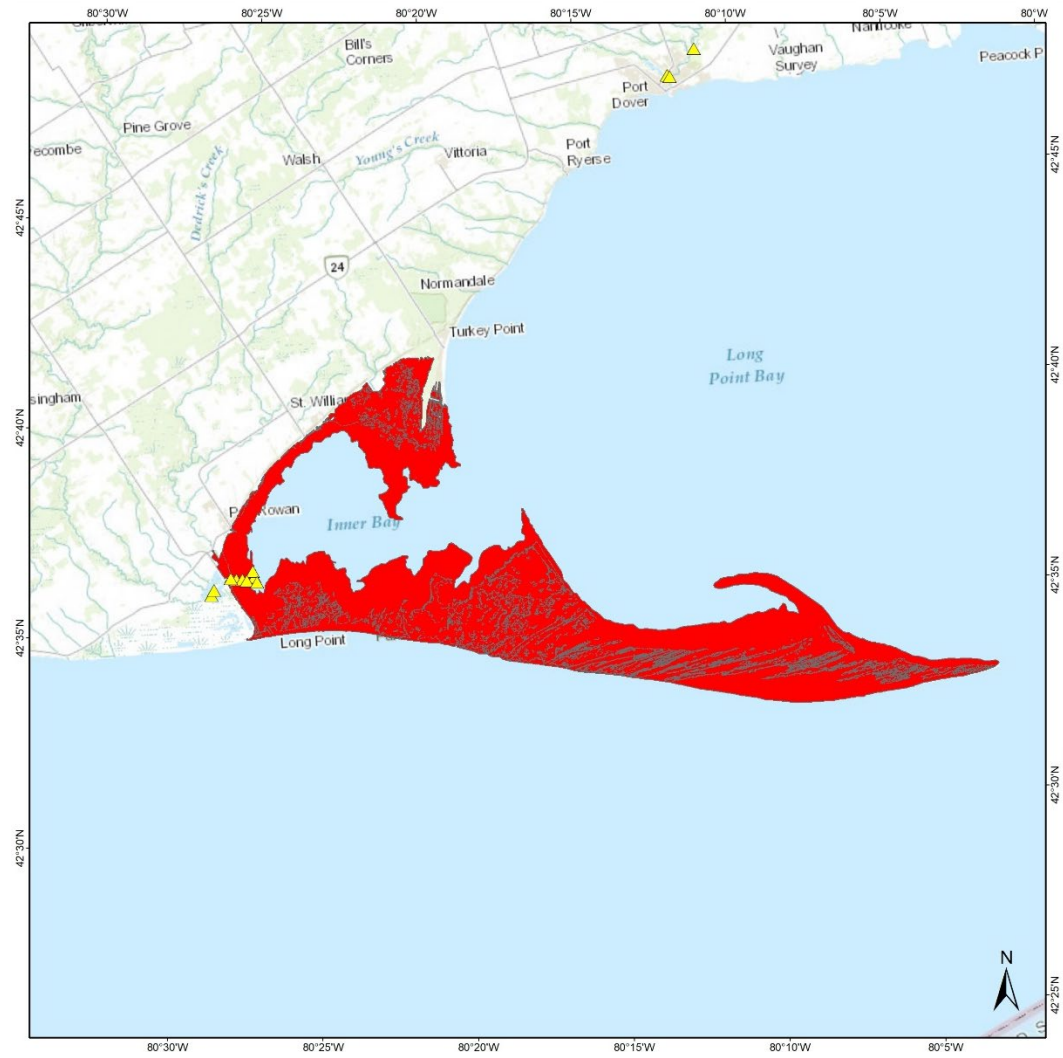 80°30'W 80°25'W 80°20'W 80°15'W 80°10'W 80°5'W 80°W
Bill's
Corners
Vaughan
Survey
Peacock P
Port
Dover
Pine Grove
Port
Ryerse
Young's Creek
Vittoria
Walsh
Dedrick's Creek
42°45'N
42°45'N
24
Normandale
Turkey Point
Long
Point Bay
42°40'N
singham
St. Willia
42°40'N
Inner Bay
42°35'N
42°35'N
Long Point
42°30'N
42°30'N
N
42°25'N
80°30'W 80°25'W 80°20'W 80°15'W 80°10'W 80°5'W